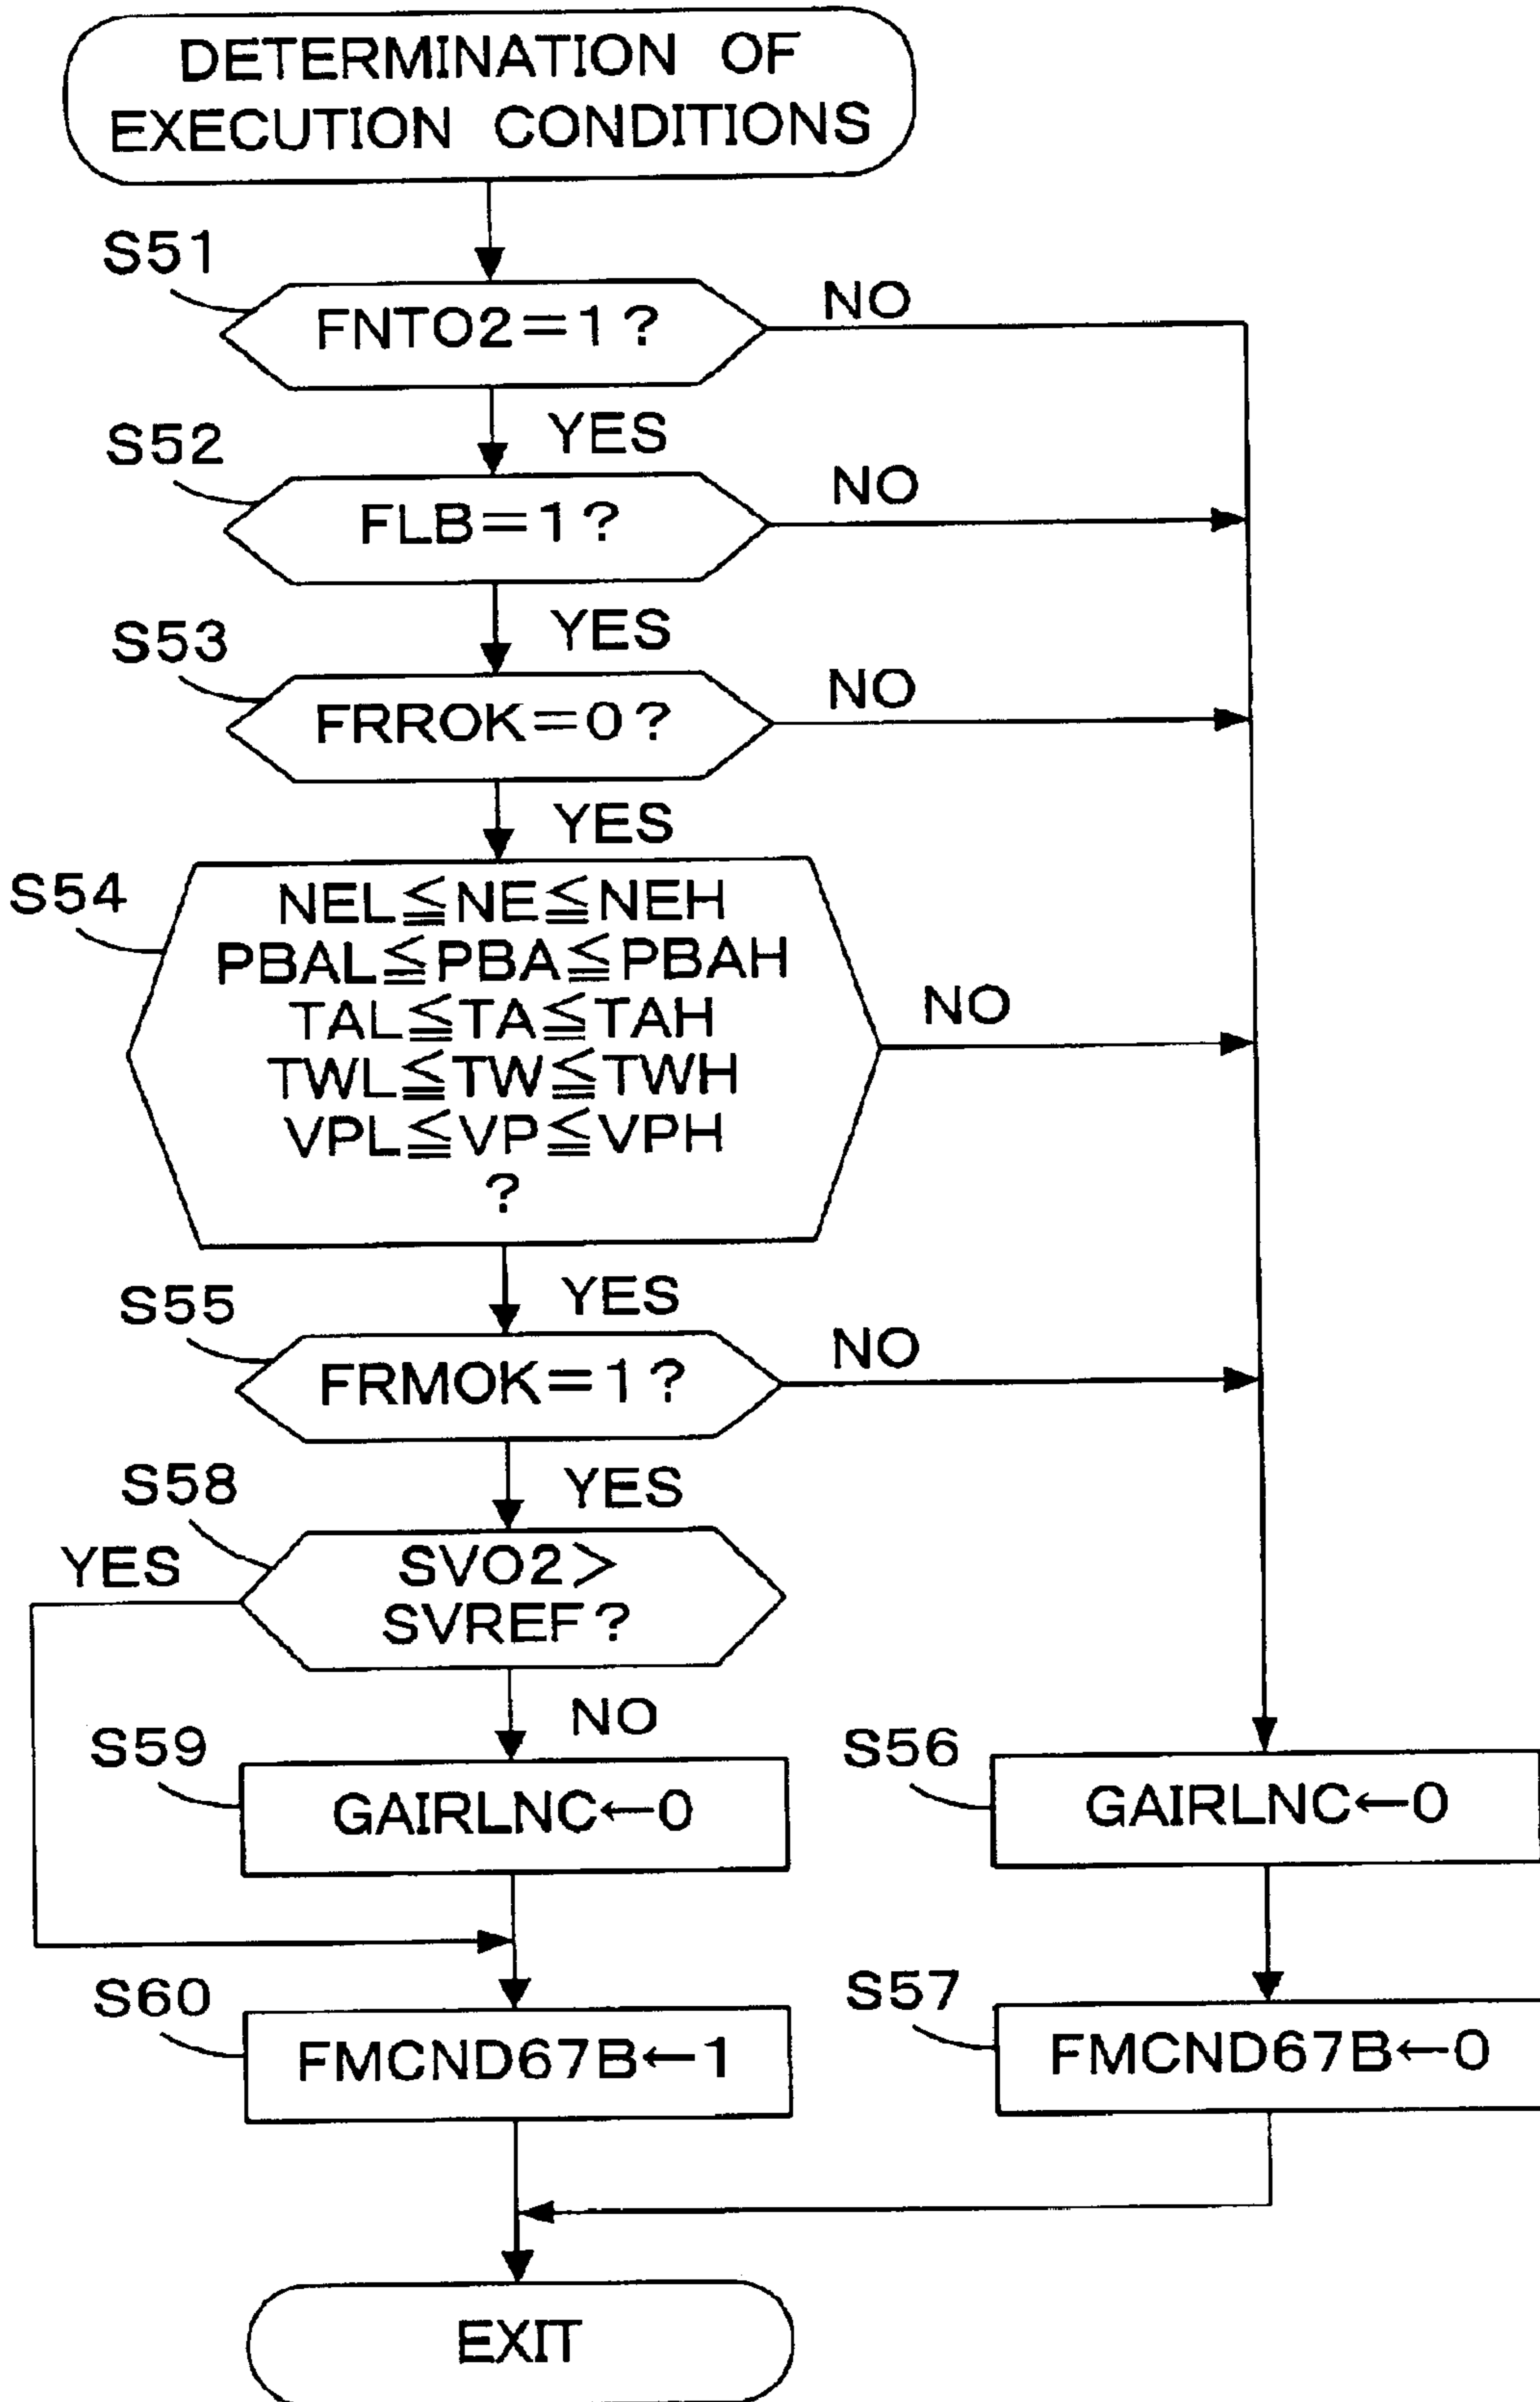 DETERMINATION OF
EXECUTION CONDITIONS
S51
FNTO2=1?
NO
YES
S52
FLB=1?
NO
YES
S53
FRROK=0?
NO
YES
S54
NEL≦NE≦NEH
PBAL≦PBA≦PBAH
TAL≦TA≦TAH
TWL≦TW≦TWH
VPL≦VP≦VPH
?
NO
YES
S55
FRMOK=1?
NO
YES
S58
SVO2>
SVREF?
YES
NO
S59
GAIRLNC←0
S56
GAIRLNC←0
S60
FMCND67B←1
S57
FMCND67B←0
EXIT